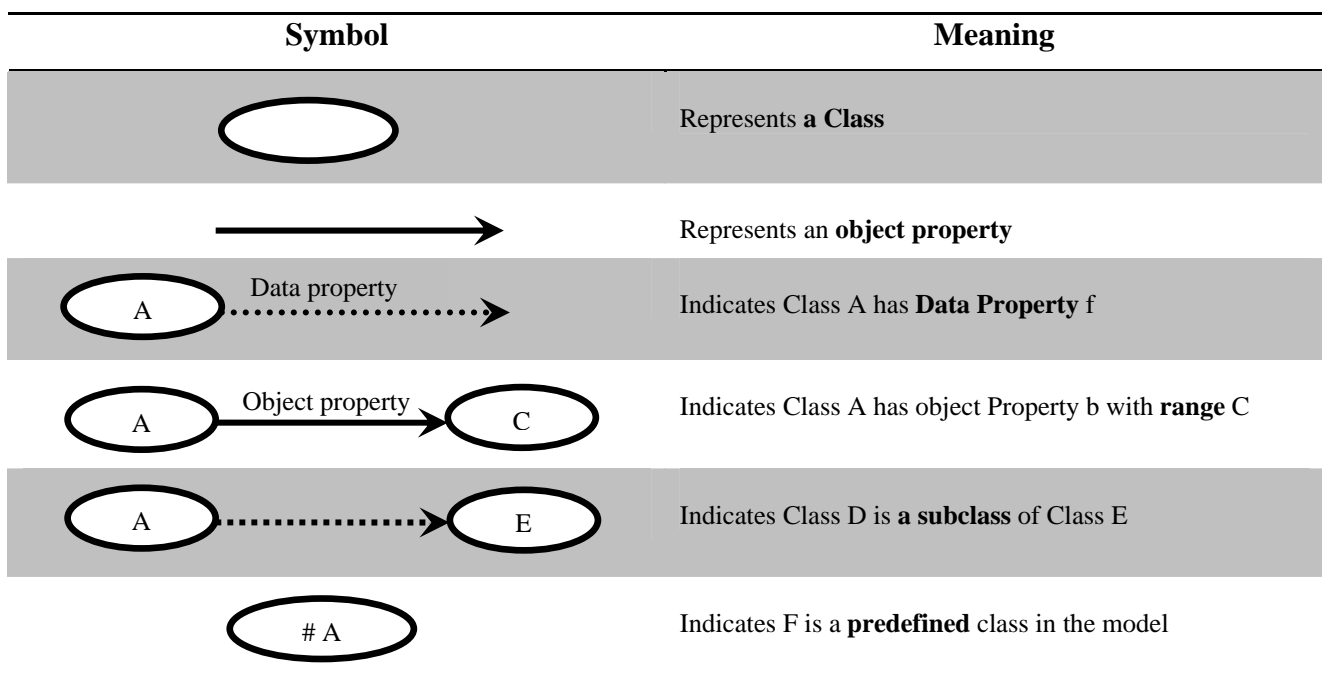 Symbol Meaning
Represents a Class
Represents an object property
A Data property Indicates Class A has Data Property f
A Object property C Indicates Class A has object Property b with range C
A E Indicates Class D is a subclass of Class E
# A Indicates F is a predefined class in the model